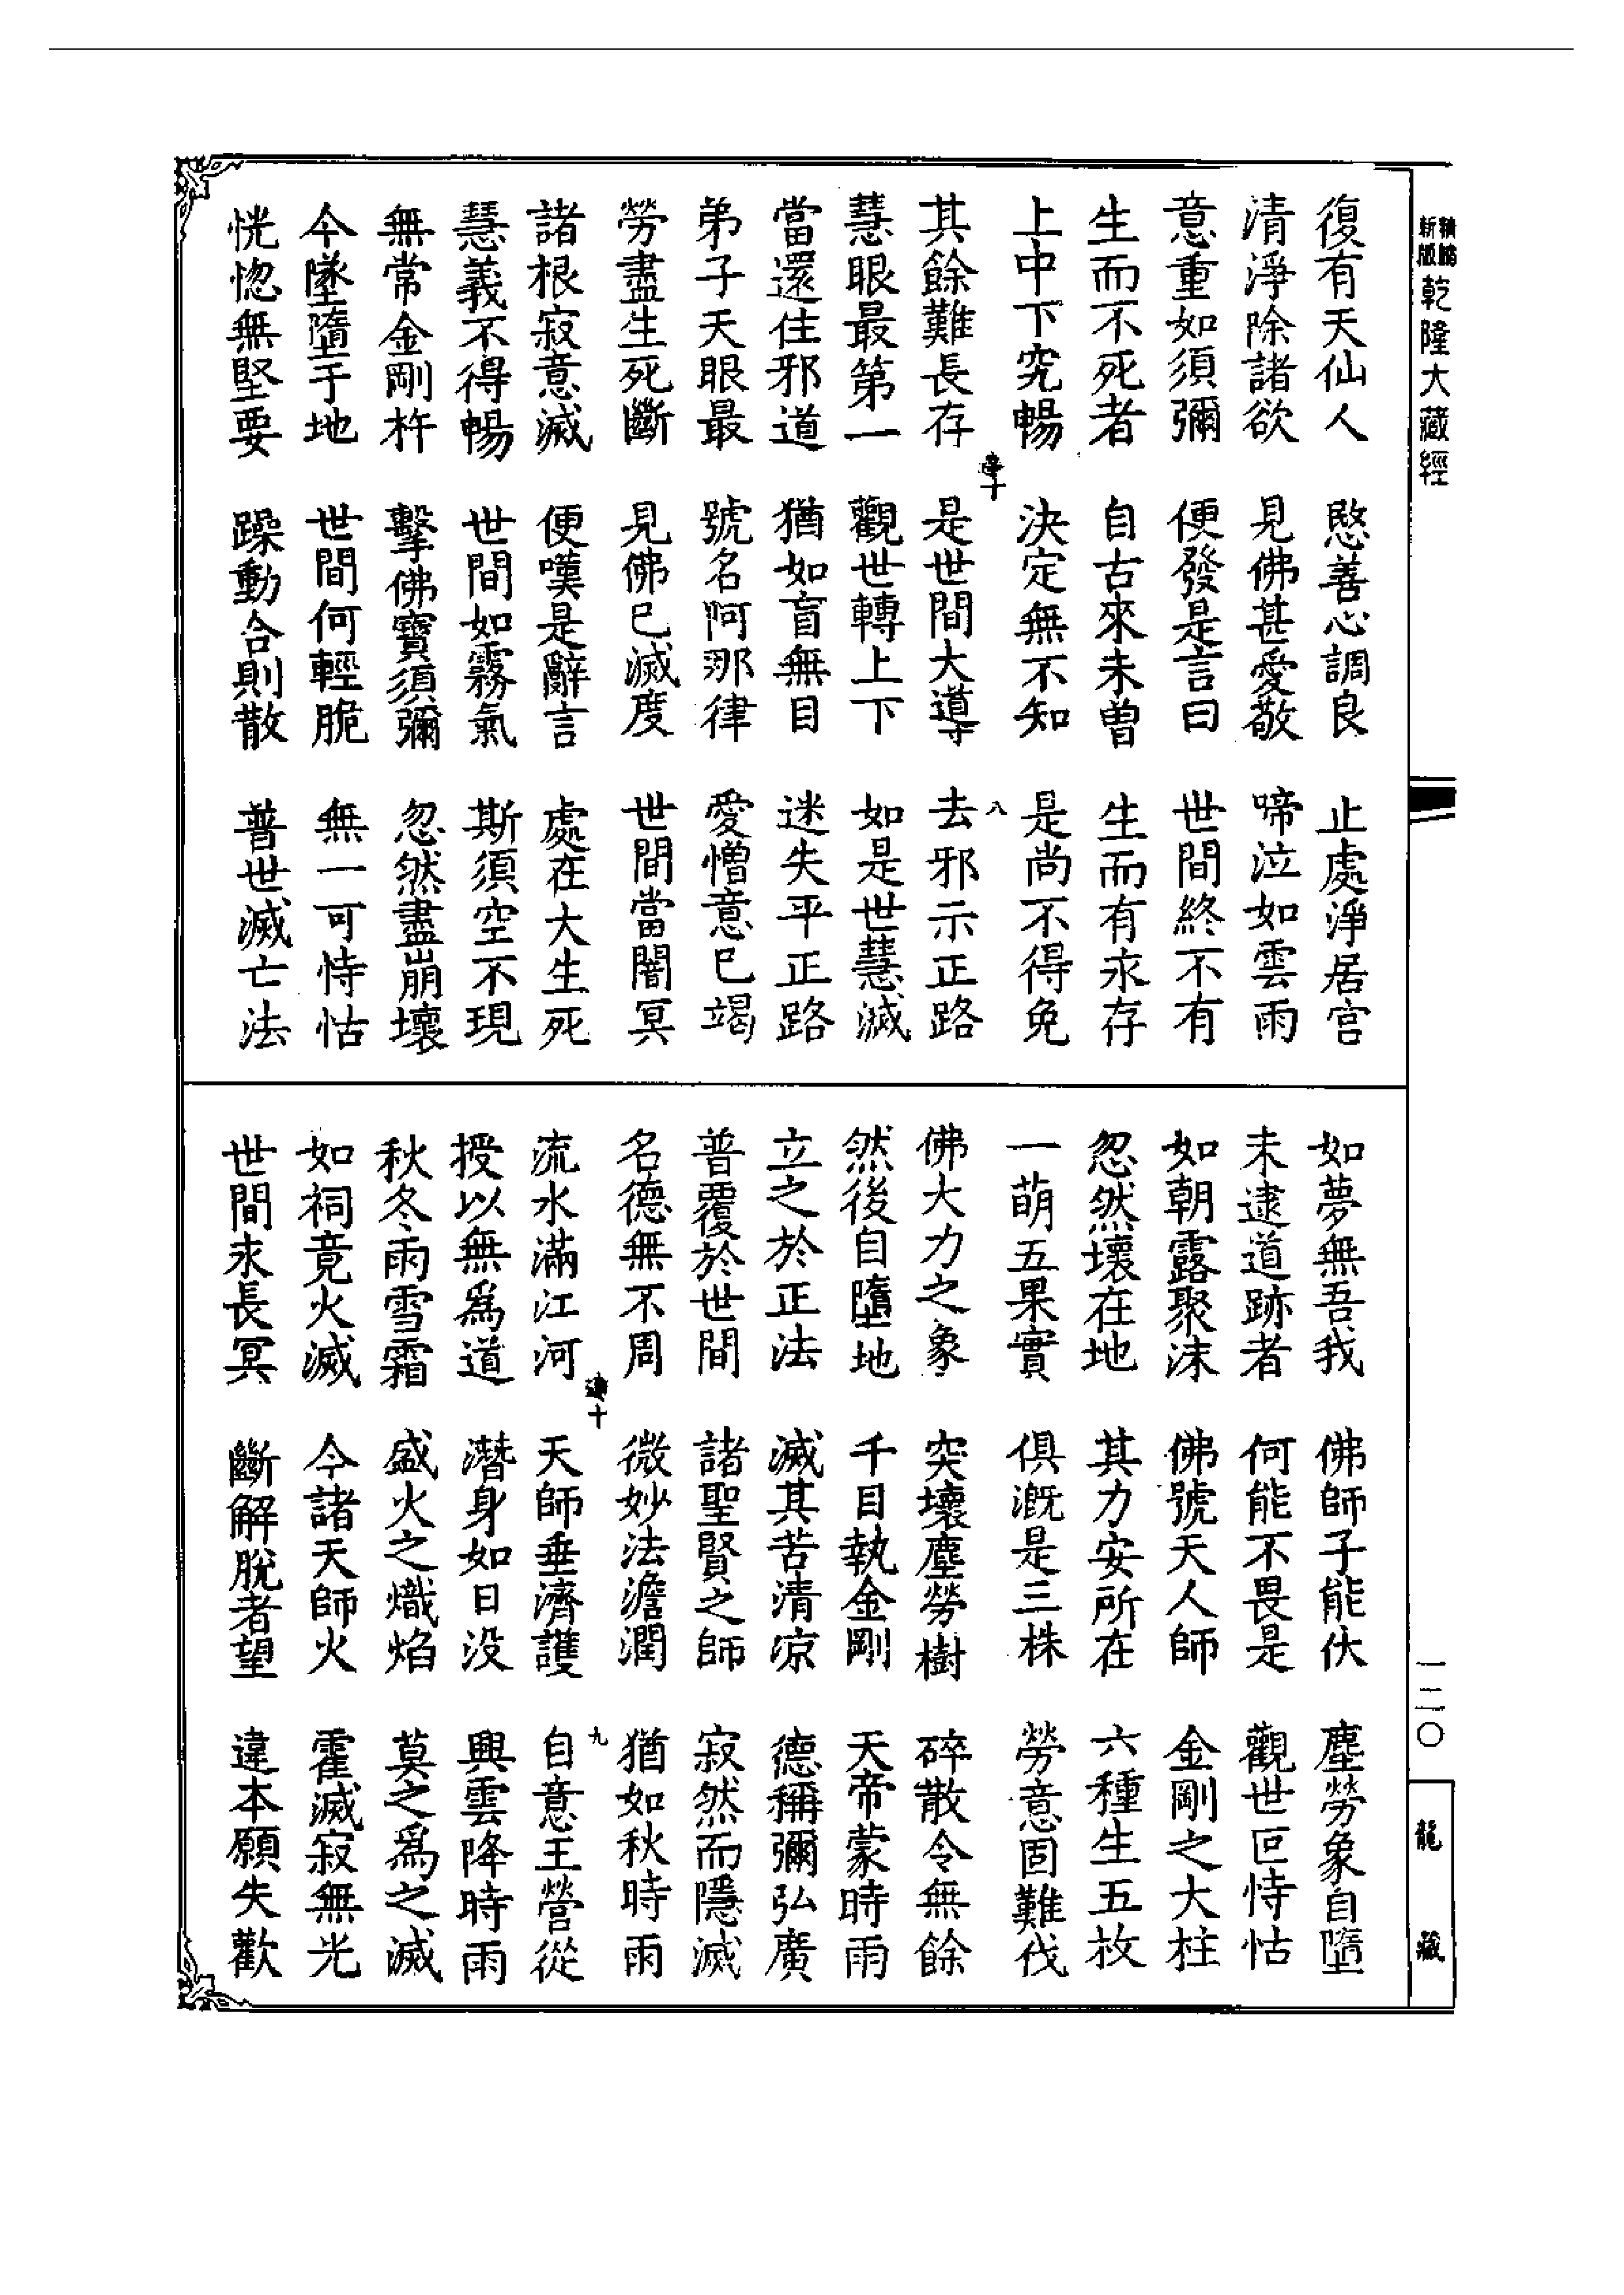 精編
新版
乾隆大藏經
復有天仙人 愍善心調良 止處淨居宮
清淨除諸欲 見佛甚愛敬 啼泣如雲雨
意重如須彌 便發是言曰 世間終不有
生而不死者 自古來未曾 生而有永存
上中下究暢 決定無不知 是尚不得免
八
其餘難長存 是世間大導 去邪示正路
慧眼最第一 觀世轉上下 如是世慧滅
當還住邪道 猶如盲無目 迷失平正路
弟子天眼最 號名阿那律 愛憎意已竭
勞盡生死斷 見佛已滅度 世間當闇冥
諸根寂意滅 便嘆是辭言 處在大生死
慧義不得暢 世間如霧氣 斯須空不現
無常金剛杵 擊佛寶須彌 忽然盡崩壞
今墜墮于地 世間何輕脆 無一可恃怙
恍惚無堅要 躁動合則散 普世滅亡法
如夢無吾我 佛師子能伏 塵勞象自墮
未逮道跡者 何能不畏是 觀世叵恃怙
如朝露聚沫 佛號天人師 金剛之大柱
忽然壞在地 其力安所在 六種生五枚
一萌五果實 俱溉是三株 勞意固難伐
佛大力之象 突壞塵勞樹 碎散令無餘
然後自墮地 千目執金剛 天帝蒙時雨
立之於正法 滅其苦清涼 德稱彌弘廣
普覆於世間 諸聖賢之師 寂然而隱滅
名德無不周 微妙法澹潤 猶如秋時雨
十 九
流水滿江河 天師垂濟護 自意王營從
授以無為道 潛身如日沒 興雲降時雨
秋冬雨雪霜 盛火之熾焰 莫之為之滅
如祠竟火滅 今諸天師火 霍滅寂無光
世間永長冥 斷解脫者望 違本願失歡
一二〇
龍藏